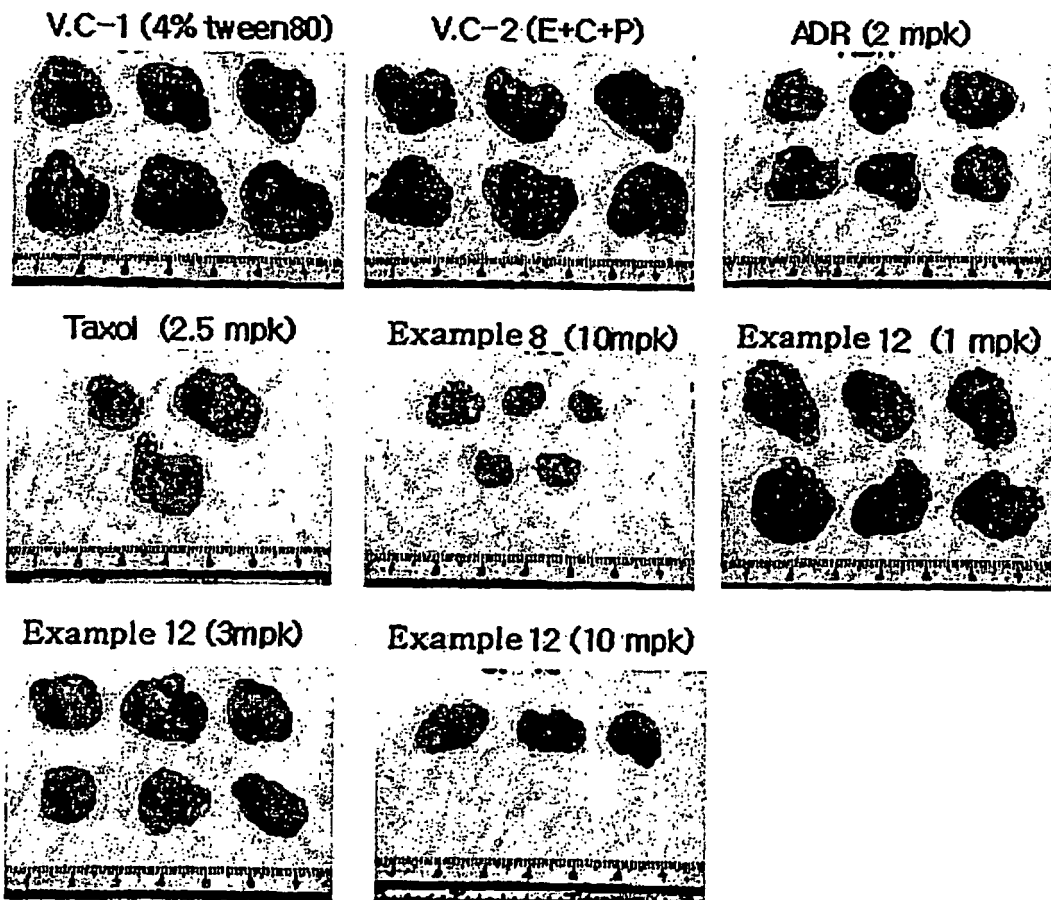 V.C-1 (4% tween80)
V.C-2 (E+C+P)
ADR (2 mpk)
Taxol (2.5 mpk)
Example 8 (10mpk)
Example 12 (1 mpk)
Example 12 (3mpk)
Example 12 (10 mpk)